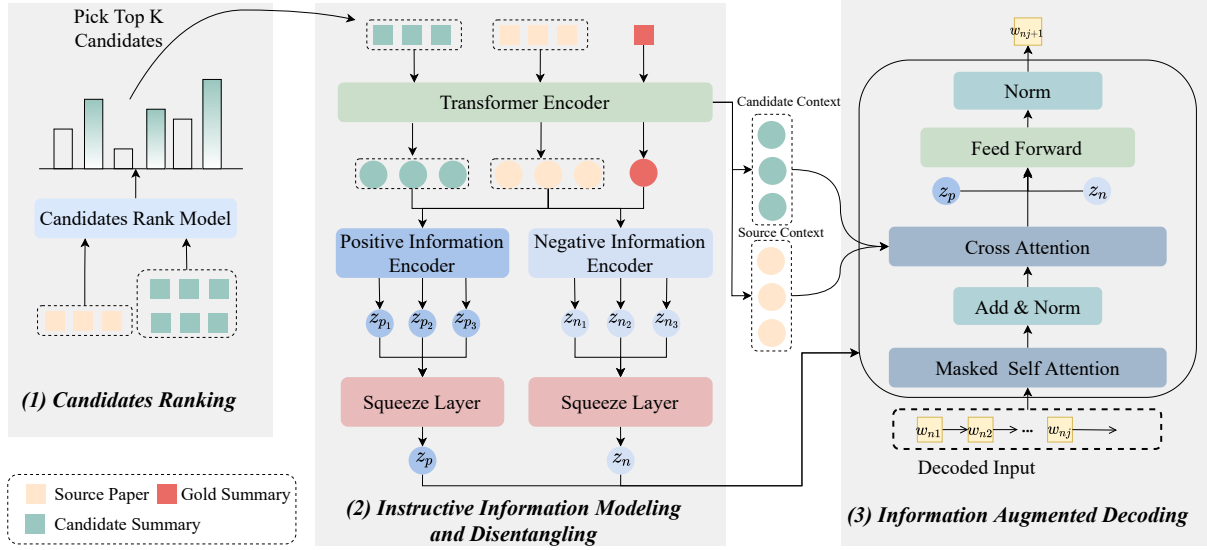 Pick Top K
Candidates
Candidates Rank Model
(1) Candidates Ranking
Source Paper
Gold Summary
Candidate Summary
Transformer Encoder
Positive Information
Encoder
Negative Information
Encoder
z_{p_1} z_{p_2} z_{p_3}
z_{n_1} z_{n_2} z_{n_3}
Squeeze Layer
Squeeze Layer
z_p
z_n
(2) Instructive Information Modeling
and Disentangling
Candidate Context
Source Context
w_{nj+1}
Norm
Feed Forward
z_p
z_n
Cross Attention
Add & Norm
Masked Self Attention
w_{n1} w_{n2} ... w_{nj}
Decoded Input
(3) Information Augmented Decoding